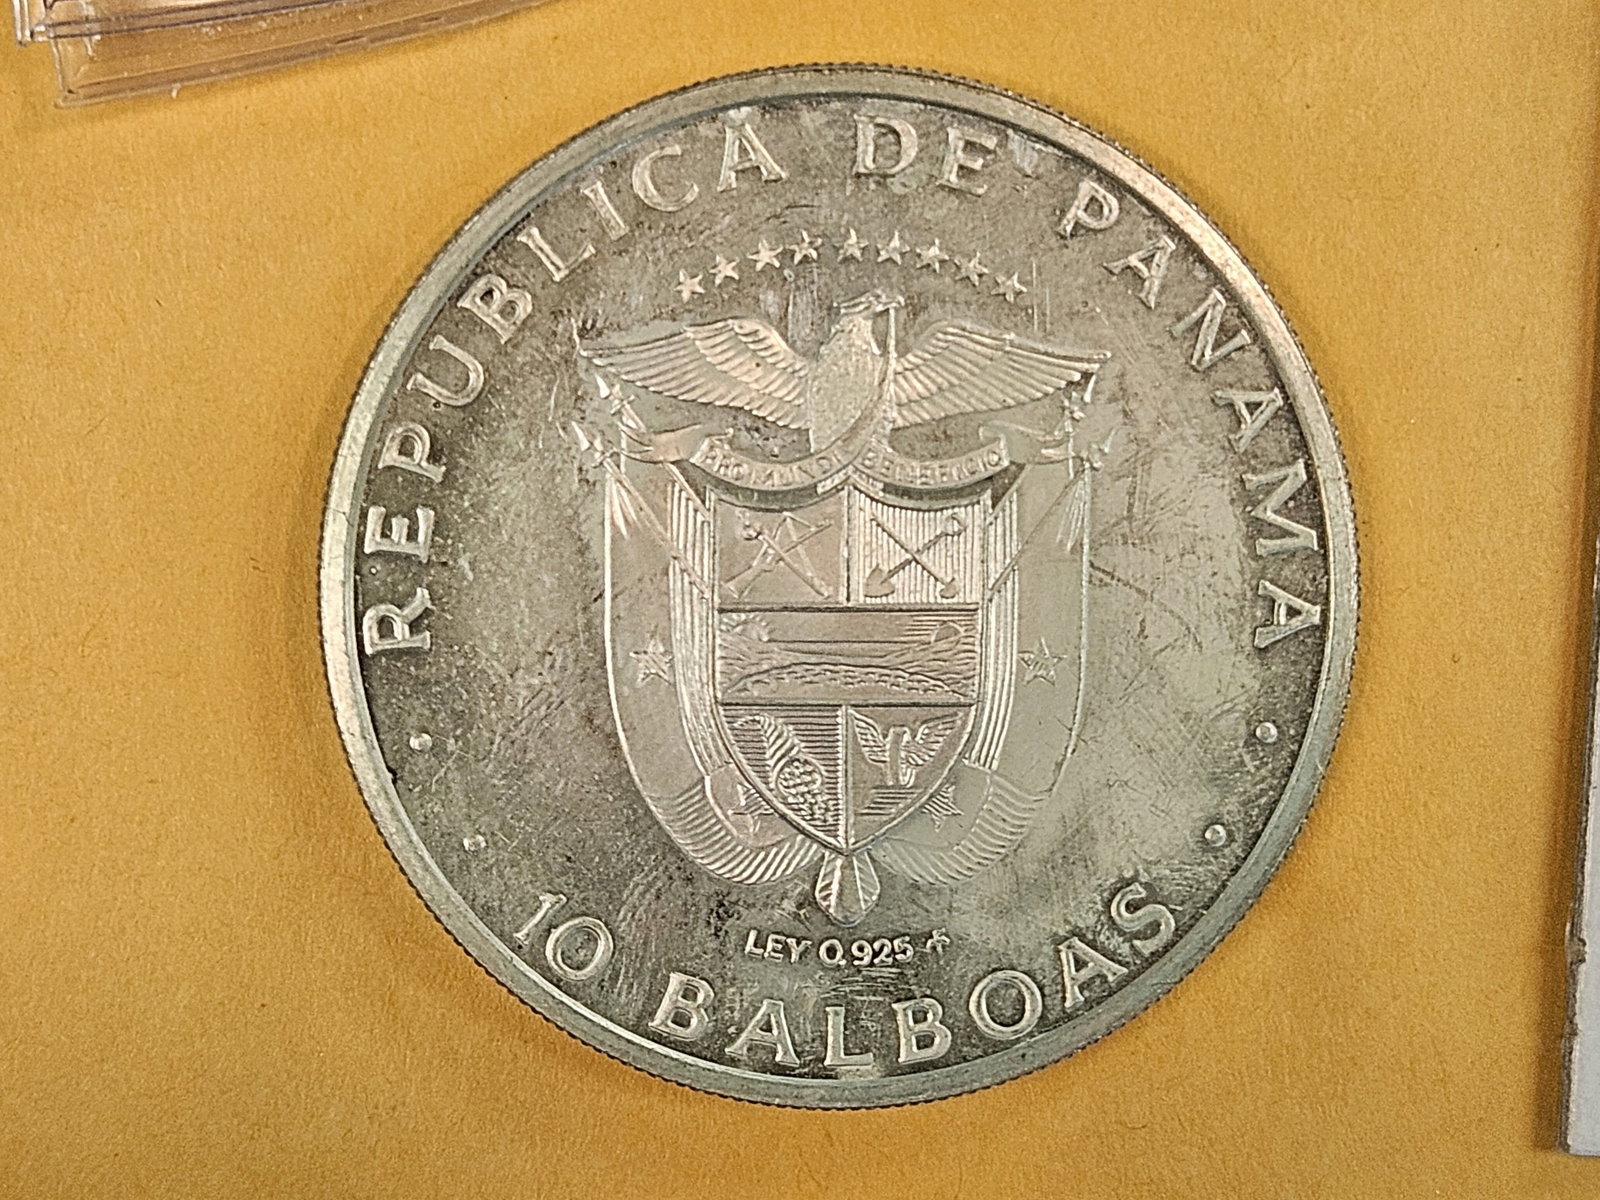 REPUBLICA DE PANAMA
PRO MUNDI BENEFICIO
LEY 0.925
10 BALBOAS